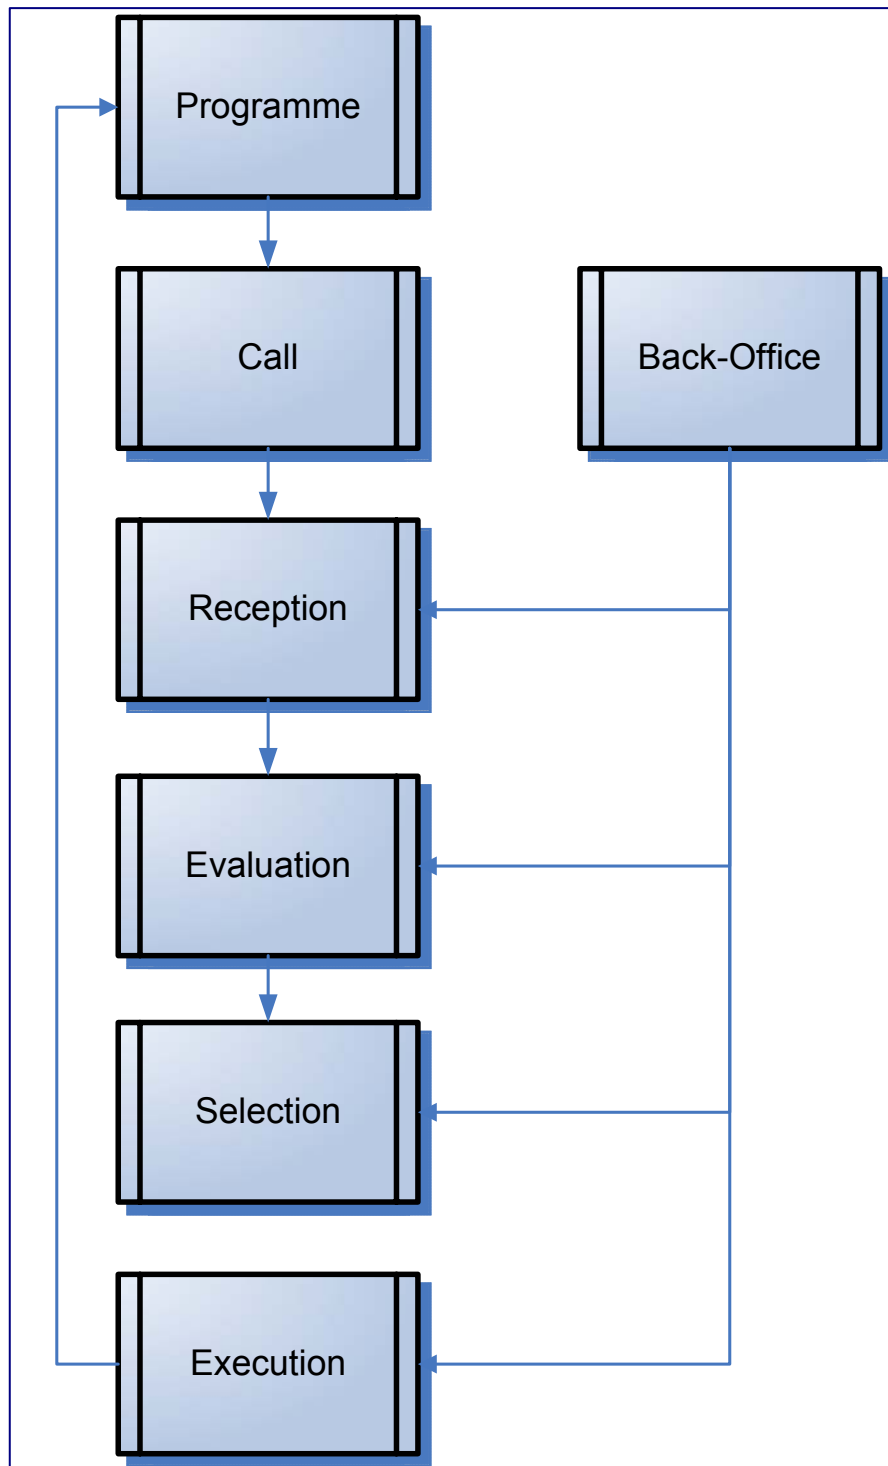 Programme
Call
Back-Office
Reception
Evaluation
Selection
Execution